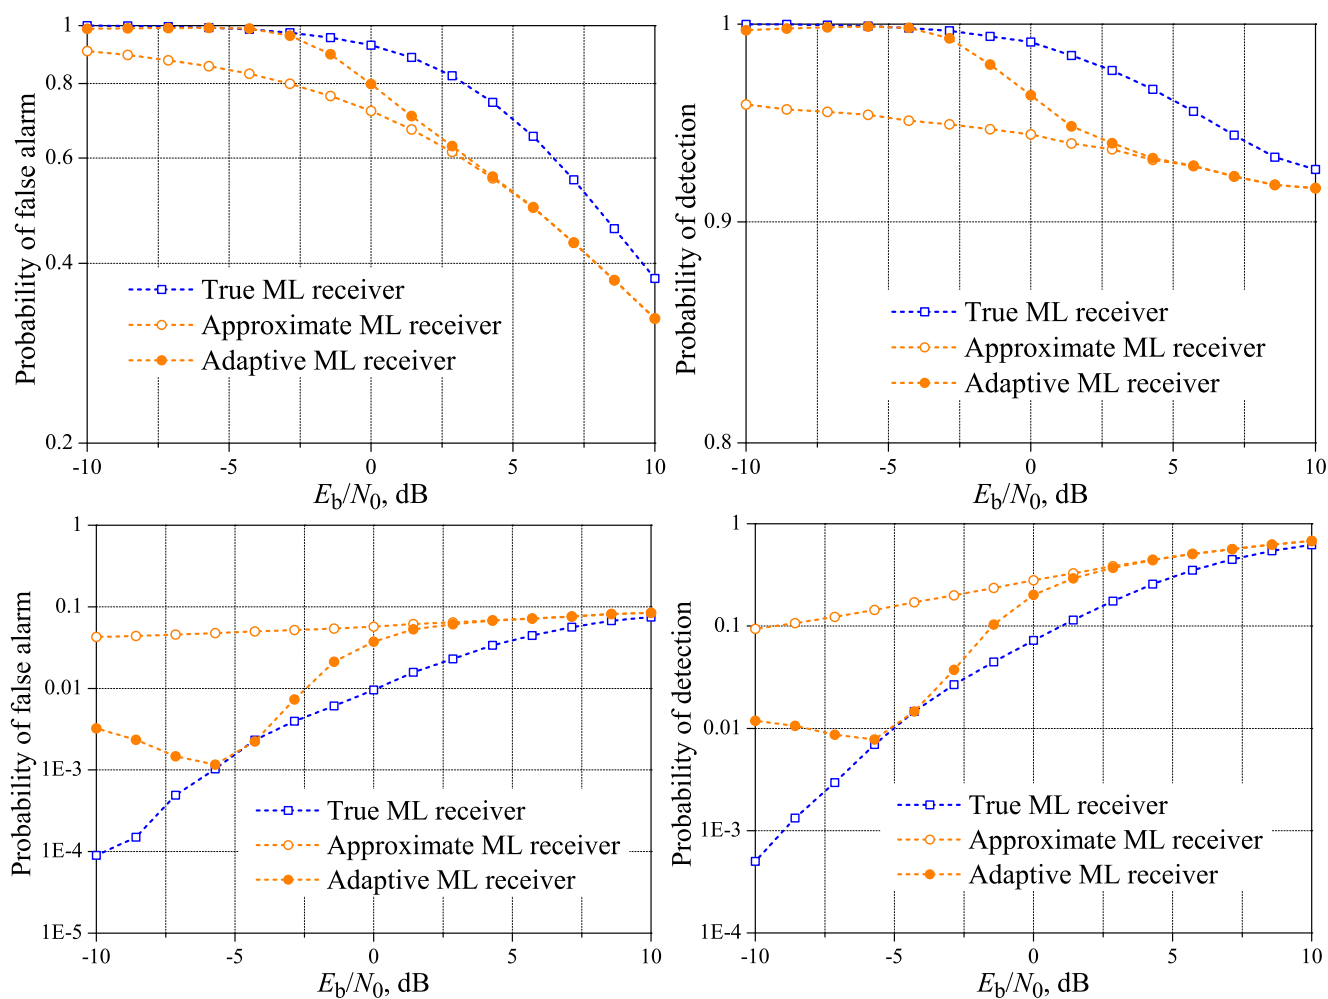 Probability of false alarm
1
0.8
0.6
0.4
0.2
True ML receiver
Approximate ML receiver
Adaptive ML receiver
-10 -5 0 5 10
Eb/N0, dB
Probability of detection
1
0.9
0.8
True ML receiver
Approximate ML receiver
Adaptive ML receiver
-10 -5 0 5 10
Eb/N0, dB
Probability of false alarm
1
0.1
0.01
1E-3
1E-4
1E-5
True ML receiver
Approximate ML receiver
Adaptive ML receiver
-10 -5 0 5 10
Eb/N0, dB
Probability of detection
1
0.1
0.01
1E-3
1E-4
True ML receiver
Approximate ML receiver
Adaptive ML receiver
-10 -5 0 5 10
Eb/N0, dB